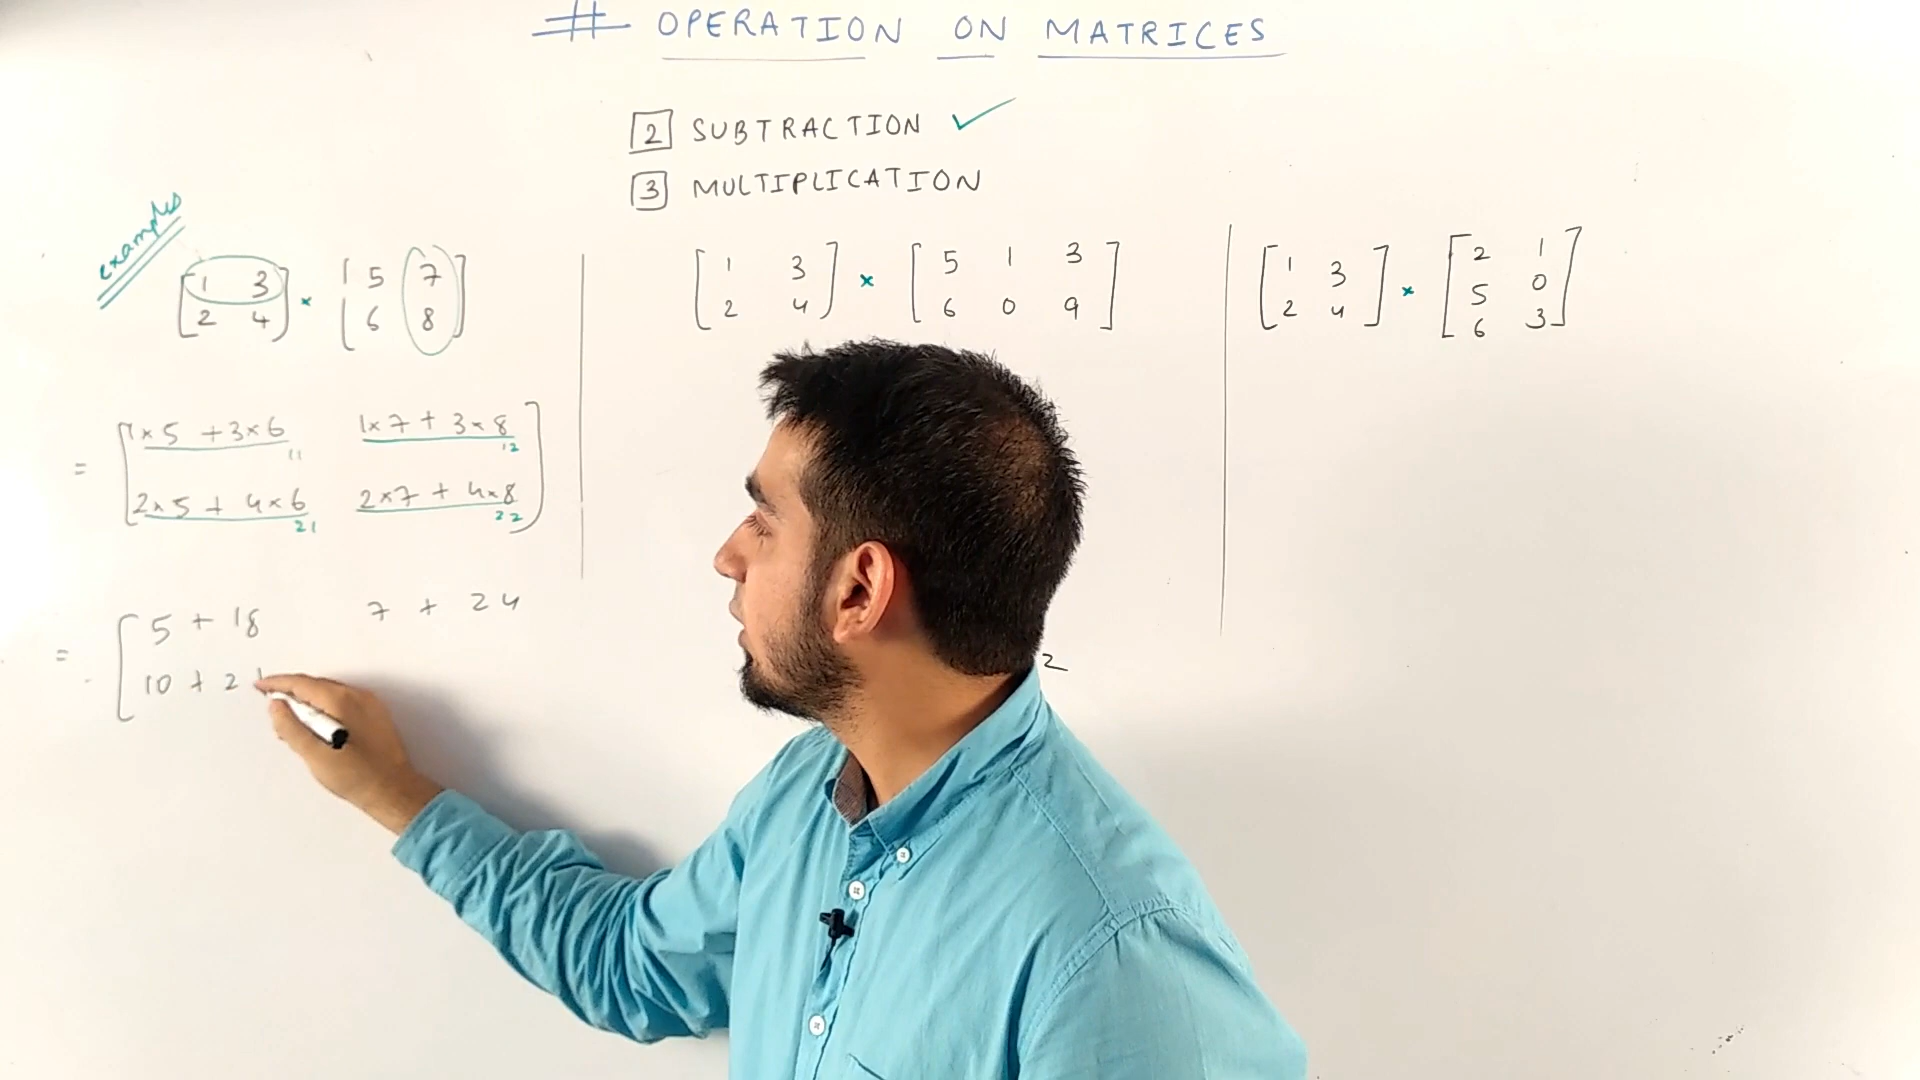 # OPERATION ON MATRICES
2 SUBTRACTION ✓
3 MULTIPLICATION
examples
[1 3] × [5 7]
[2 4]   [6 8]
= [1×5 + 3×6 11  1×7 + 3×8 12]
[2×5 + 4×6 21  2×7 + 4×8 22]
= [5 + 18  7 + 24
10 + 2
[1 3] × [5 1 3]
[2 4]   [6 0 9]
2
[1 3] × [2 1]
[2 4]   [5 0]
[6 3]